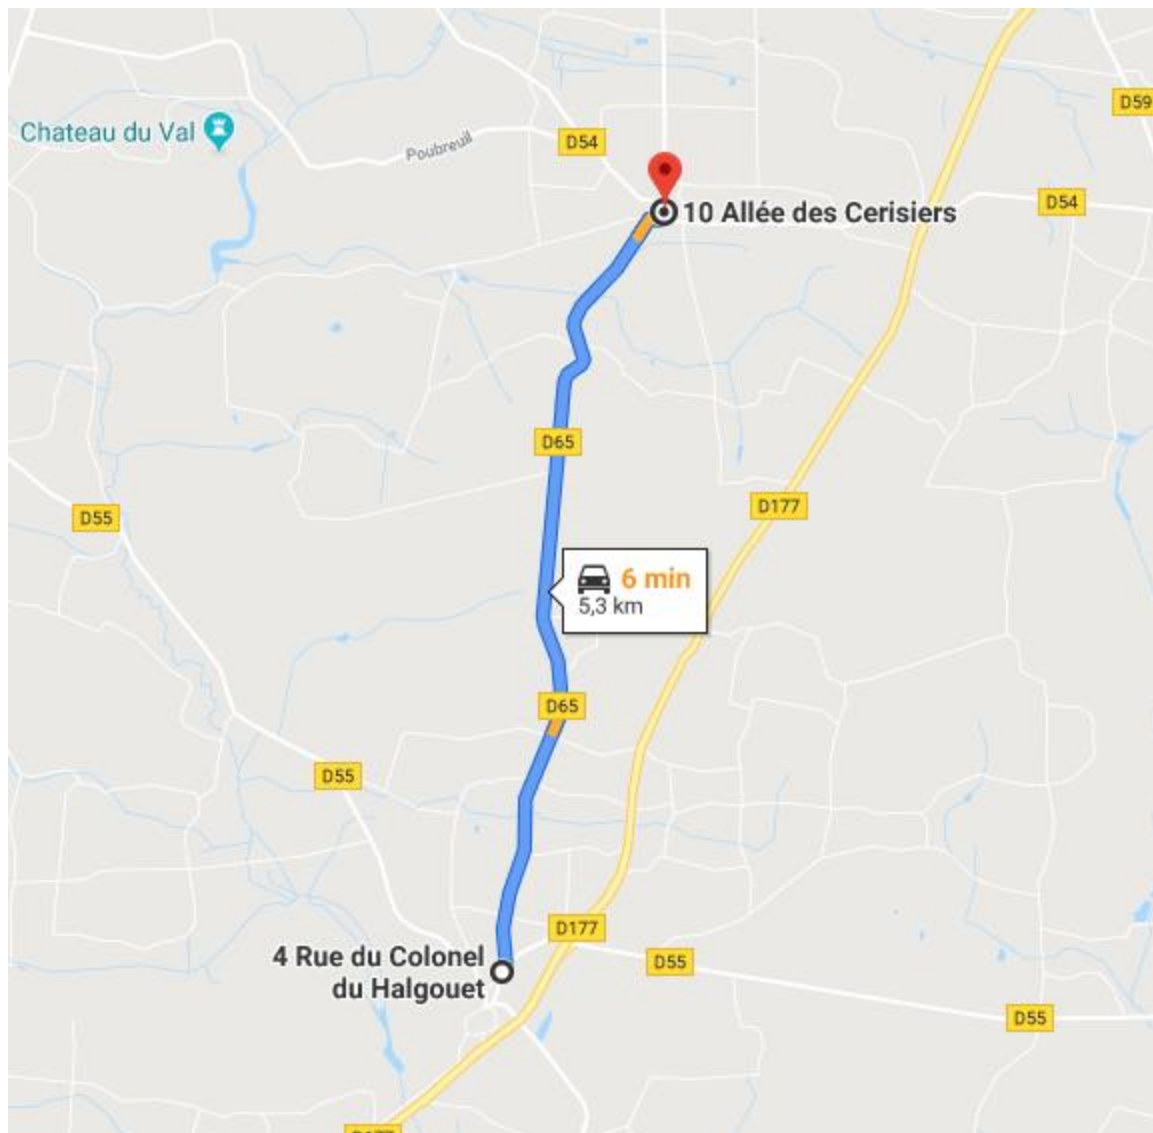 D59
Chateau du Val
Poubreuil
D54
D54
10 Allée des Cerisiers
D65
D177
D55
6 min
5,3 km
D65
D55
D177
4 Rue du Colonel
du Halgouet
D55
D55
D177